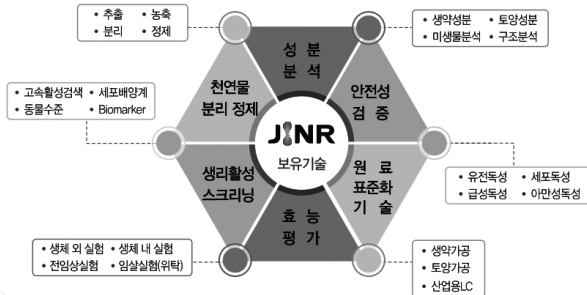 • 추출 • 농축
• 분리 • 정제
• 생약성분 • 토양성분
• 미생물분석 • 구조분석
성 분
분 석
천연물
분리 정제
안전성
검 증
• 고속활성검색 • 세포배양계
• 동물수준 • Biomarker
JINR
보유기술
생리활성
스크리닝
원 료
표준화
기 술
• 유전독성 • 세포독성
• 급성독성 • 아만성독성
효 능
평 가
• 생체 외 실험 • 생체 내 실험
• 전임상실험 • 임살실험(위탁)
• 생약가공
• 토양가공
• 산업용LC